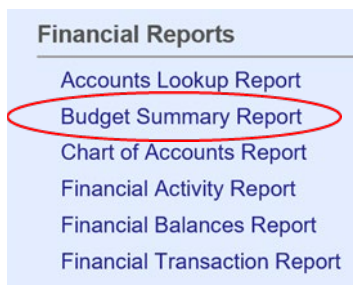 Financial Reports
Accounts Lookup Report
Budget Summary Report
Chart of Accounts Report
Financial Activity Report
Financial Balances Report
Financial Transaction Report